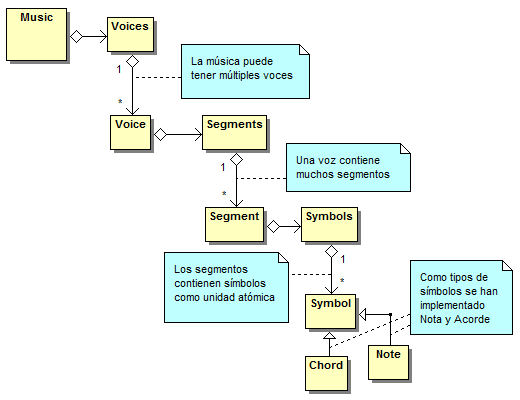 Music
Voices
1
La música puede
tener múltiples voces
*
Voice
Segments
1
Una voz contiene
muchos segmentos
*
Segment
Symbols
1
Los segmentos
contienen símbolos
como unidad atómica
*
Como tipos de
símbolos se han
implementado
Nota y Acorde
Symbol
Chord
Note